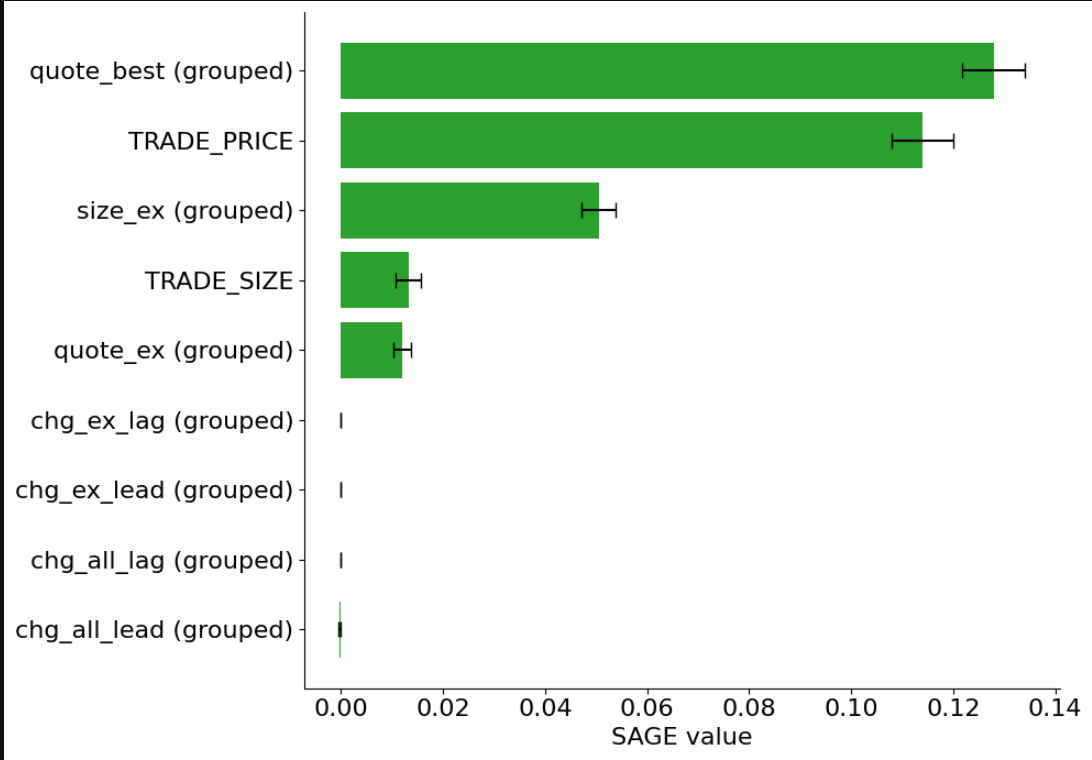 quote_best (grouped)
TRADE_PRICE
size_ex (grouped)
TRADE_SIZE
quote_ex (grouped)
chg_ex_lag (grouped)
chg_ex_lead (grouped)
chg_all_lag (grouped)
chg_all_lead (grouped)
0.00 0.02 0.04 0.06 0.08 0.10 0.12 0.14
SAGE value